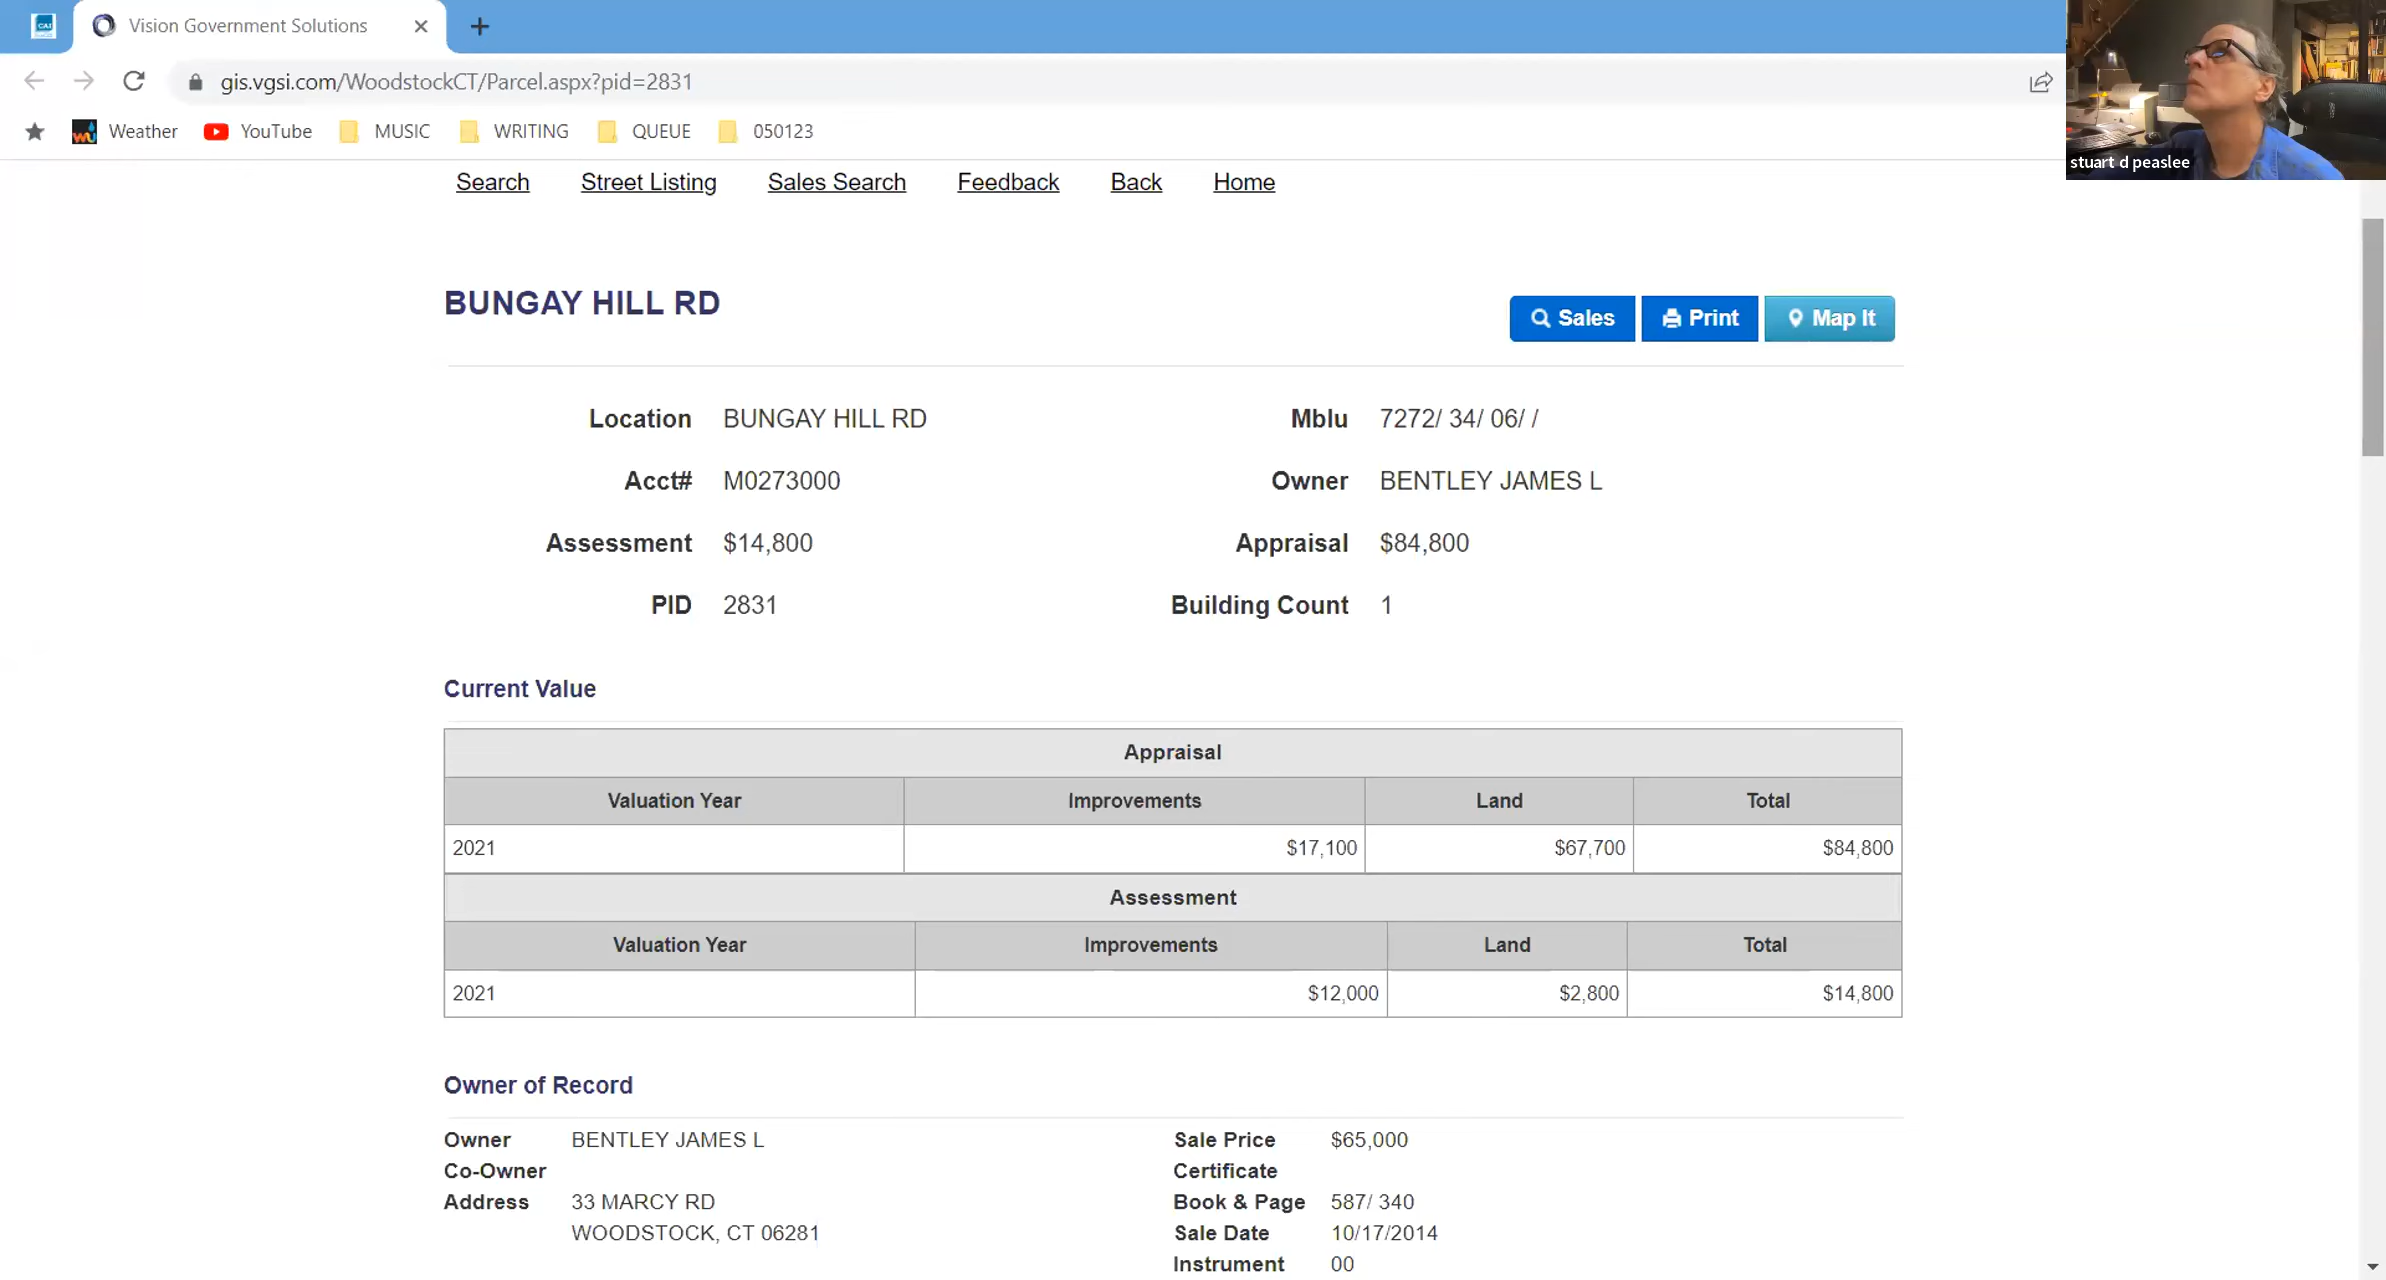 CAI
Vision Government Solutions
gis.vgsi.com/WoodstockCT/Parcel.aspx?pid=2831
Weather YouTube MUSIC WRITING QUEUE 050123
stuart d peaslee
Search Street Listing Sales Search Feedback Back Home
BUNGAY HILL RD
Sales Print Map It
Location BUNGAY HILL RD Mblu 7272/ 34/ 06/ /
Acct# M0273000 Owner BENTLEY JAMES L
Assessment $14,800 Appraisal $84,800
PID 2831 Building Count 1
Current Value
Appraisal
Valuation Year Improvements Land Total
2021 $17,100 $67,700 $84,800
Assessment
Valuation Year Improvements Land Total
2021 $12,000 $2,800 $14,800
Owner of Record
Owner BENTLEY JAMES L Sale Price $65,000
Co-Owner Certificate
Address 33 MARCY RD Book & Page 587/ 340
WOODSTOCK, CT 06281 Sale Date 10/17/2014
Instrument 00